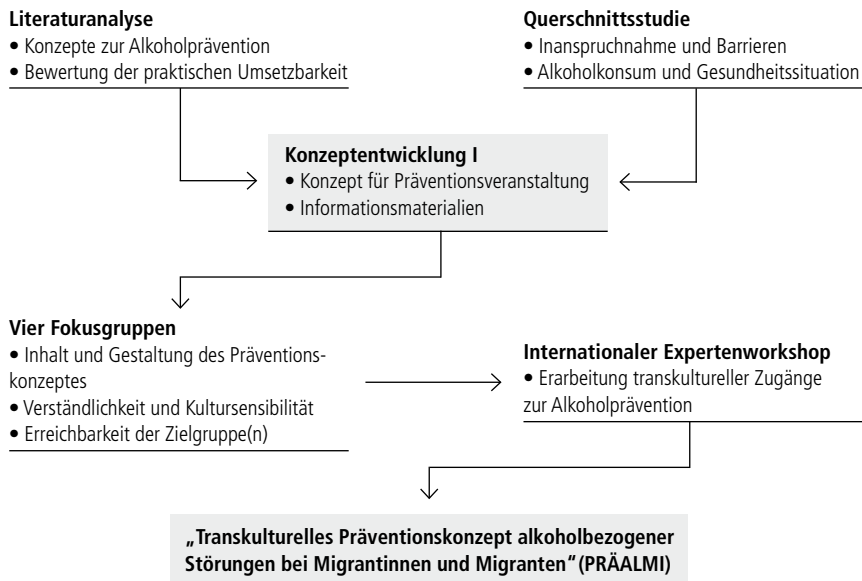 Literaturanalyse
• Konzepte zur Alkoholprävention
• Bewertung der praktischen Umsetzbarkeit
Querschnittsstudie
• Inanspruchnahme und Barrieren
• Alkoholkonsum und Gesundheitssituation
Konzeptentwicklung I
• Konzept für Präventionsveranstaltung
• Informationsmaterialien
Vier Fokusgruppen
• Inhalt und Gestaltung des Präventions-
konzeptes
• Verständlichkeit und Kultursensibilität
• Erreichbarkeit der Zielgruppe(n)
Internationaler Expertenworkshop
• Erarbeitung transkultureller Zugänge
zur Alkoholprävention
„Transkulturelles Präventionskonzept alkoholbezogener
Störungen bei Migrantinnen und Migranten“ (PRÄALMI)